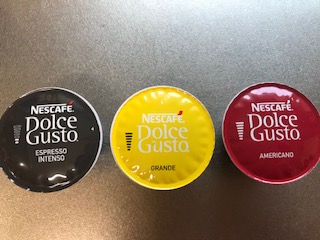 NESCAFÉ.
Dolce
Gusto
ESPRESSO
INTENSO
NESCAFÉ.
Dolce
Gusto
GRANDE
NESCAFÉ.
Dolce
Gusto
AMERICANO